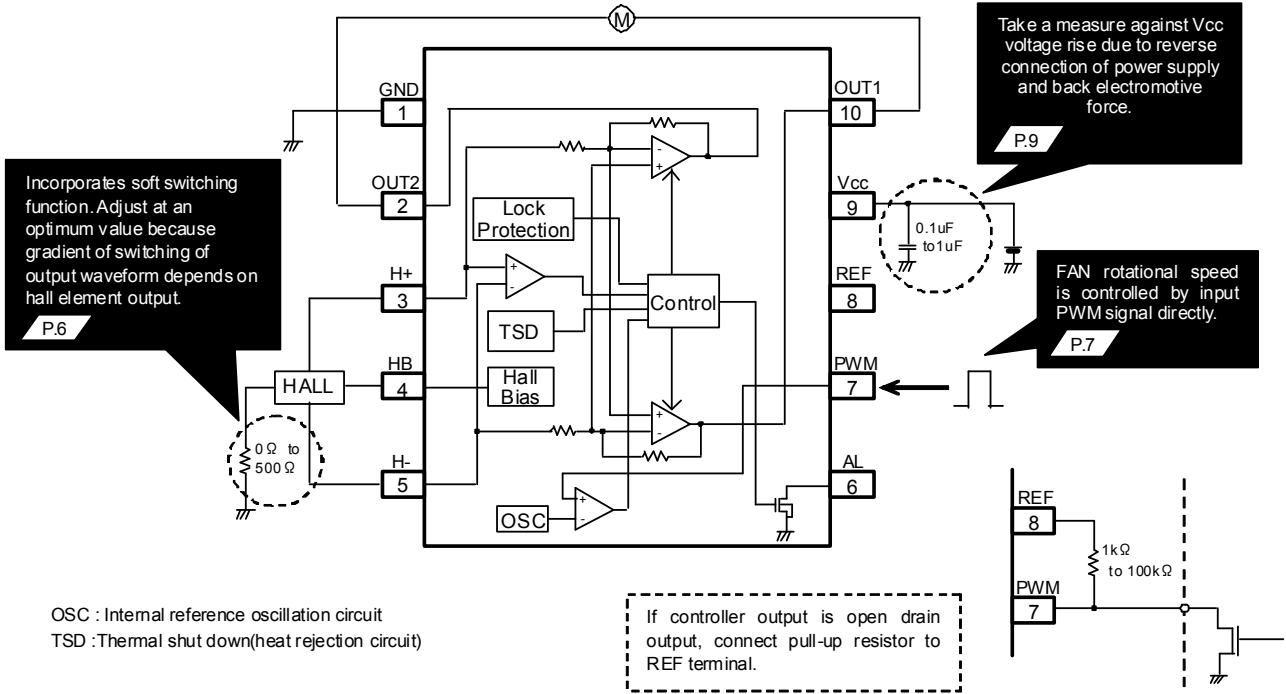 M
Take a measure against Vcc
voltage rise due to reverse
connection of power supply
and back electromotive
force.
P.9
Incorporates soft switching
function. Adjust at an
optimum value because
gradient of switching of
output waveform depends on
hall element output.
P.6
GND
1
OUT2
2
H+
3
HB
4
H-
5
OUT1
10
Vcc
9
REF
8
PWM
7
AL
6
HALL
0Ω to
500Ω
Lock
Protection
-
+
+
-
Control
TSD
Hall
Bias
+
-
OSC
+
-
0.1uF
to1uF
FAN rotational speed
is controlled by input
PWM signal directly.
P.7
REF
8
1kΩ
to 100kΩ
PWM
7
OSC : Internal reference oscillation circuit
TSD :Thermal shut down(heat rejection circuit)
If controller output is open drain
output, connect pull-up resistor to
REF terminal.